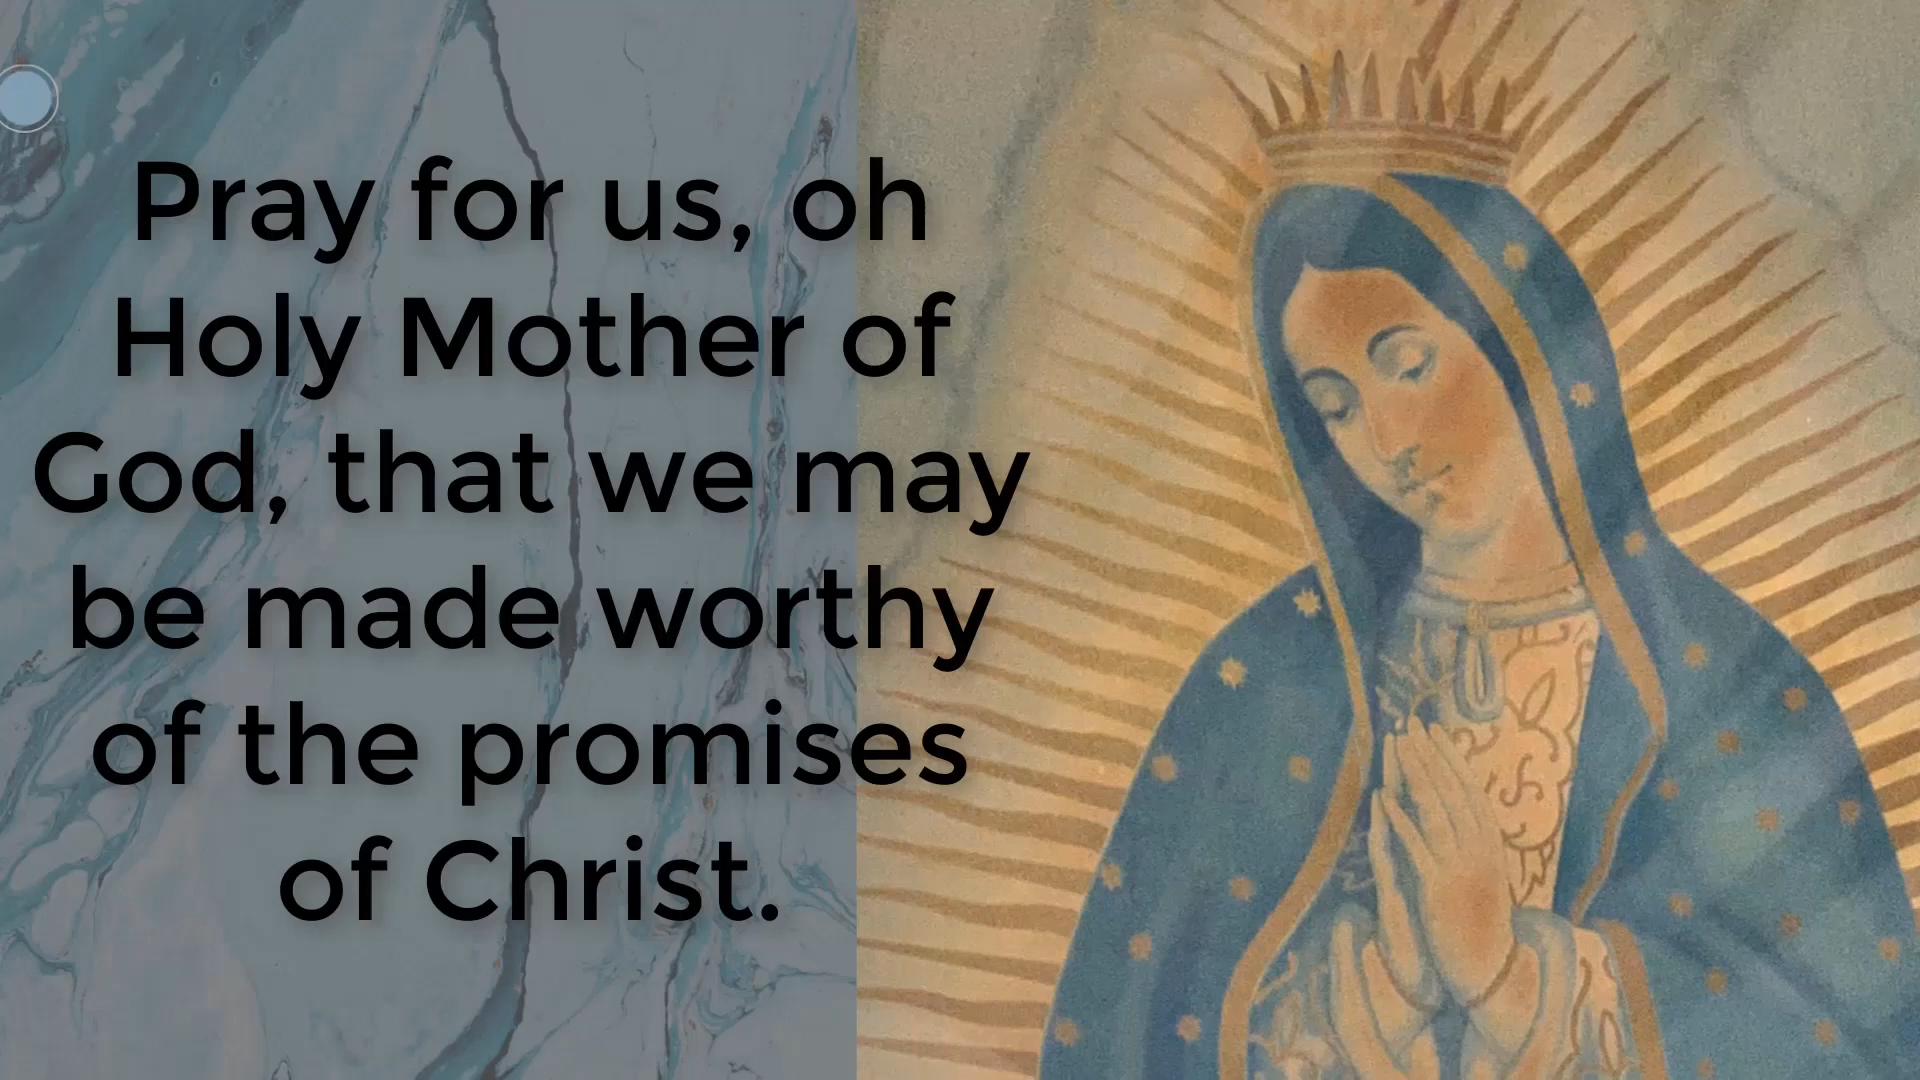 Pray for us, oh
Holy Mother of
God, that we may
be made worthy
of the promises
of Christ.